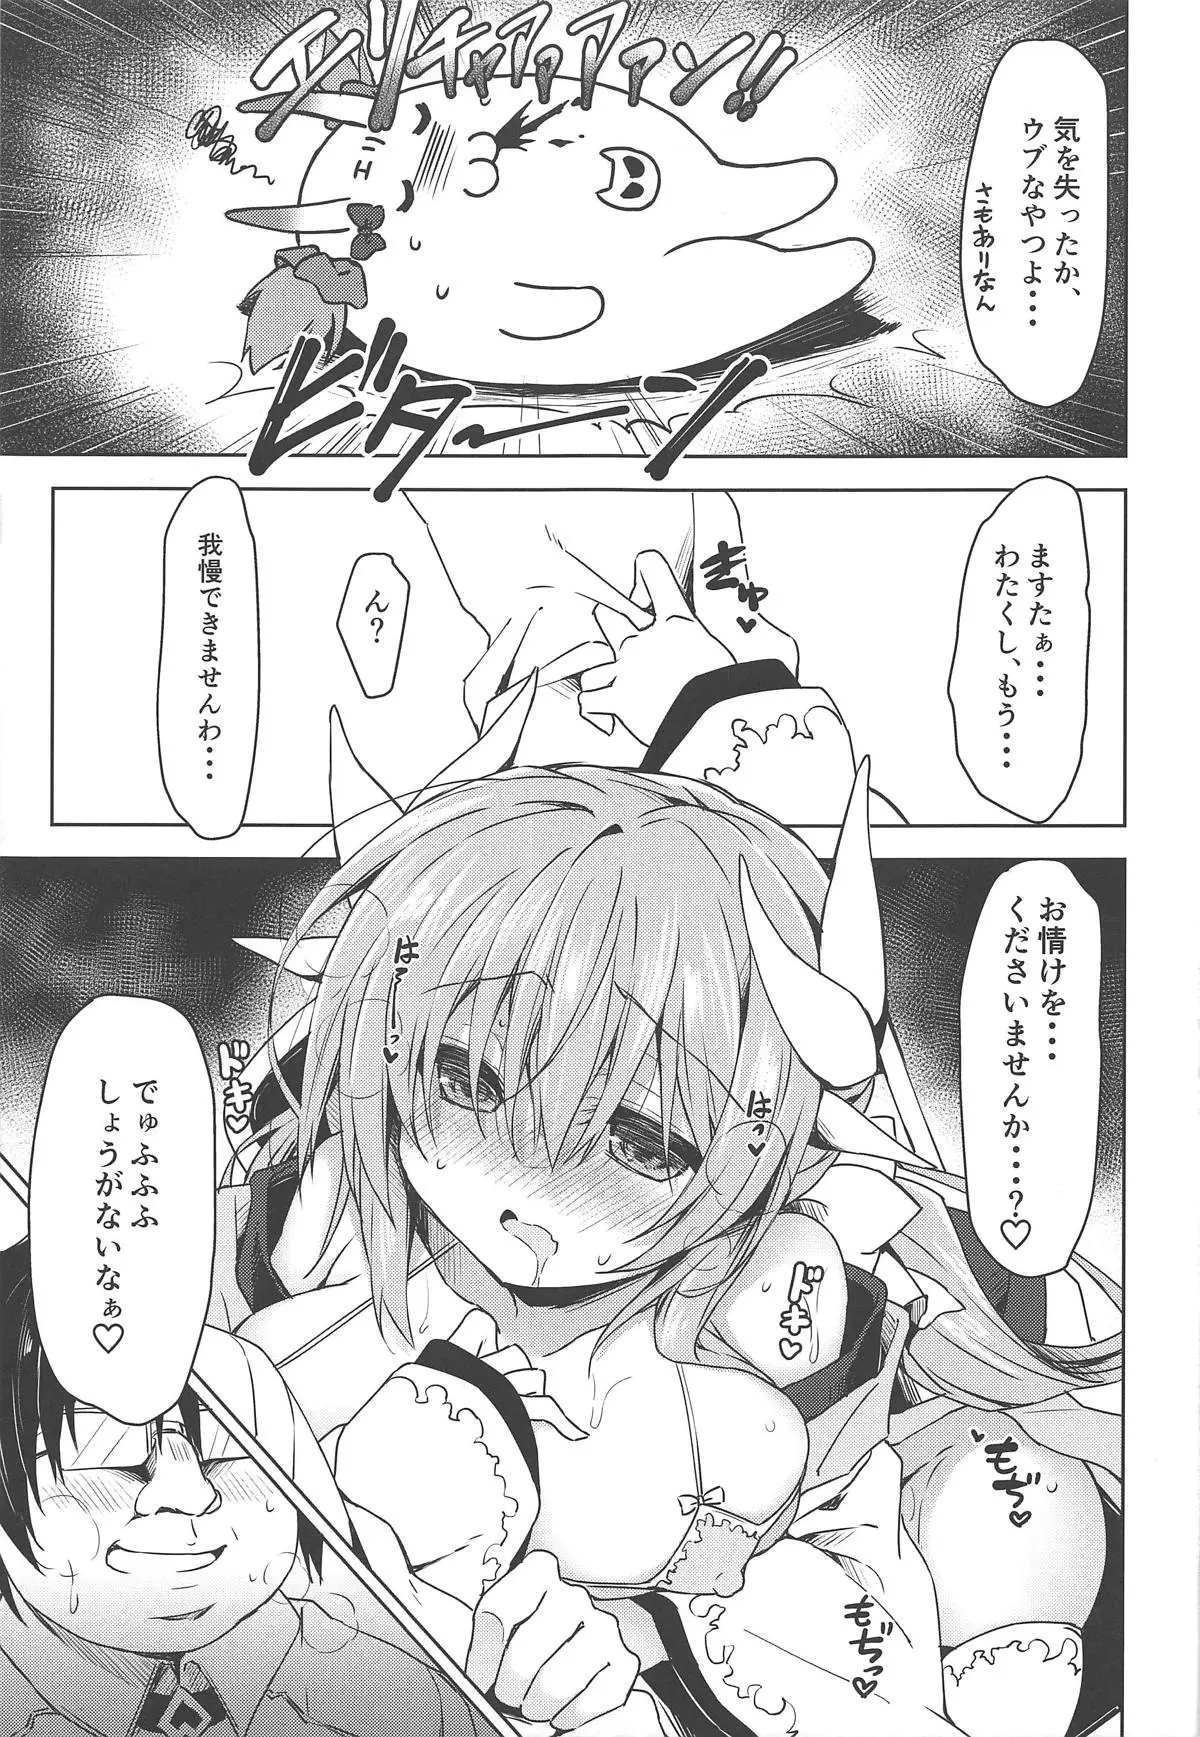 気を失ったか、
ウブなやつよ・・・
さもありなん
エリチャァァァァァン!!
ビターン
ますたぁ・・・
わたくし、もう・・・
きゅ♥
ん？
我慢できませんわ・・・
お情けを・・・
くださいませんか・・・・？♡
はーっ♥
はっ♥
ドキ♥
ドキ♥
もぢっ♥
もぢっ♥
でゅふふふ
しょうがないなぁ♡